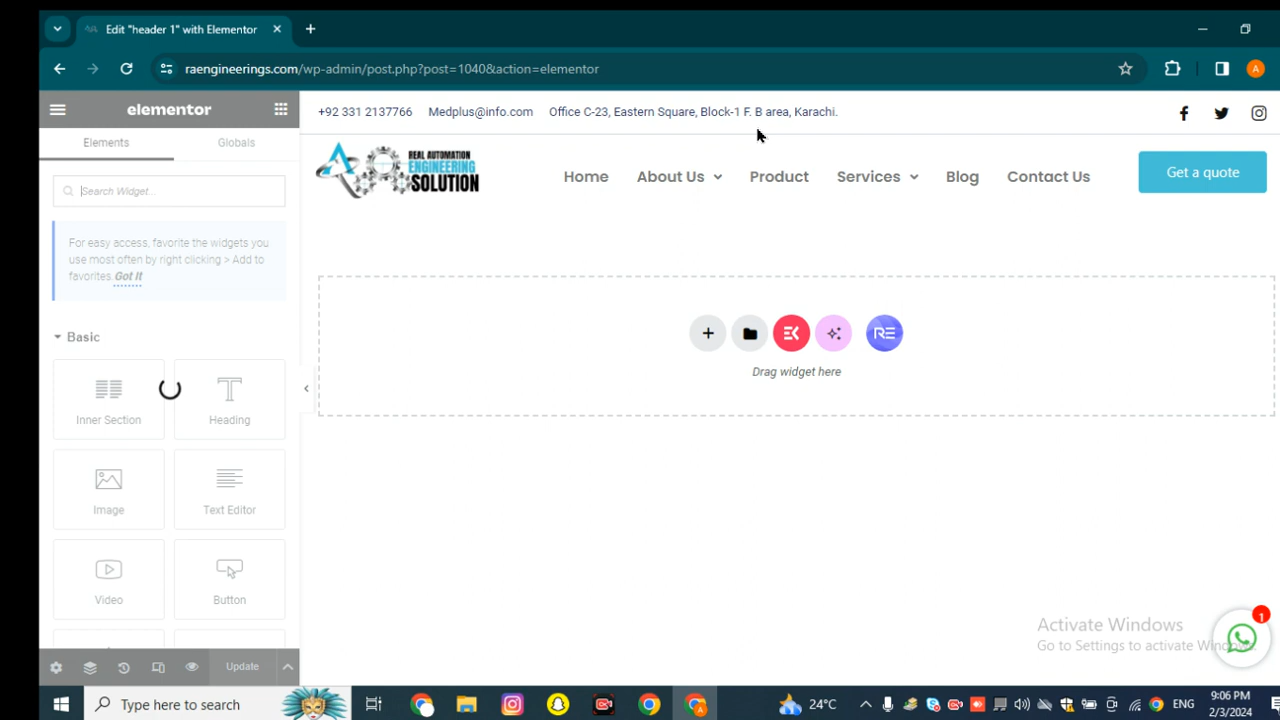 Edit "header 1" with Elementor
raengineerings.com/wp-admin/post.php?post=1040&action=elementor
A
elementor
Elements
Globals
Search Widget...
For easy access, favorite the widgets you
use most often by right clicking > Add to
favorites. Got It
Basic
Inner Section
Heading
Image
Text Editor
Video
Button
Update
+92 331 2137766
Medplus@info.com
Office C-23, Eastern Square, Block-1 F. B area, Karachi.
REAL AUTOMATION
ENGINEERING
SOLUTION
Home
About Us
Product
Services
Blog
Contact Us
Get a quote
Drag widget here
Activate Windows
Go to Settings to activate Windows.
1
Type here to search
24°C
ENG
9:06 PM
2/3/2024